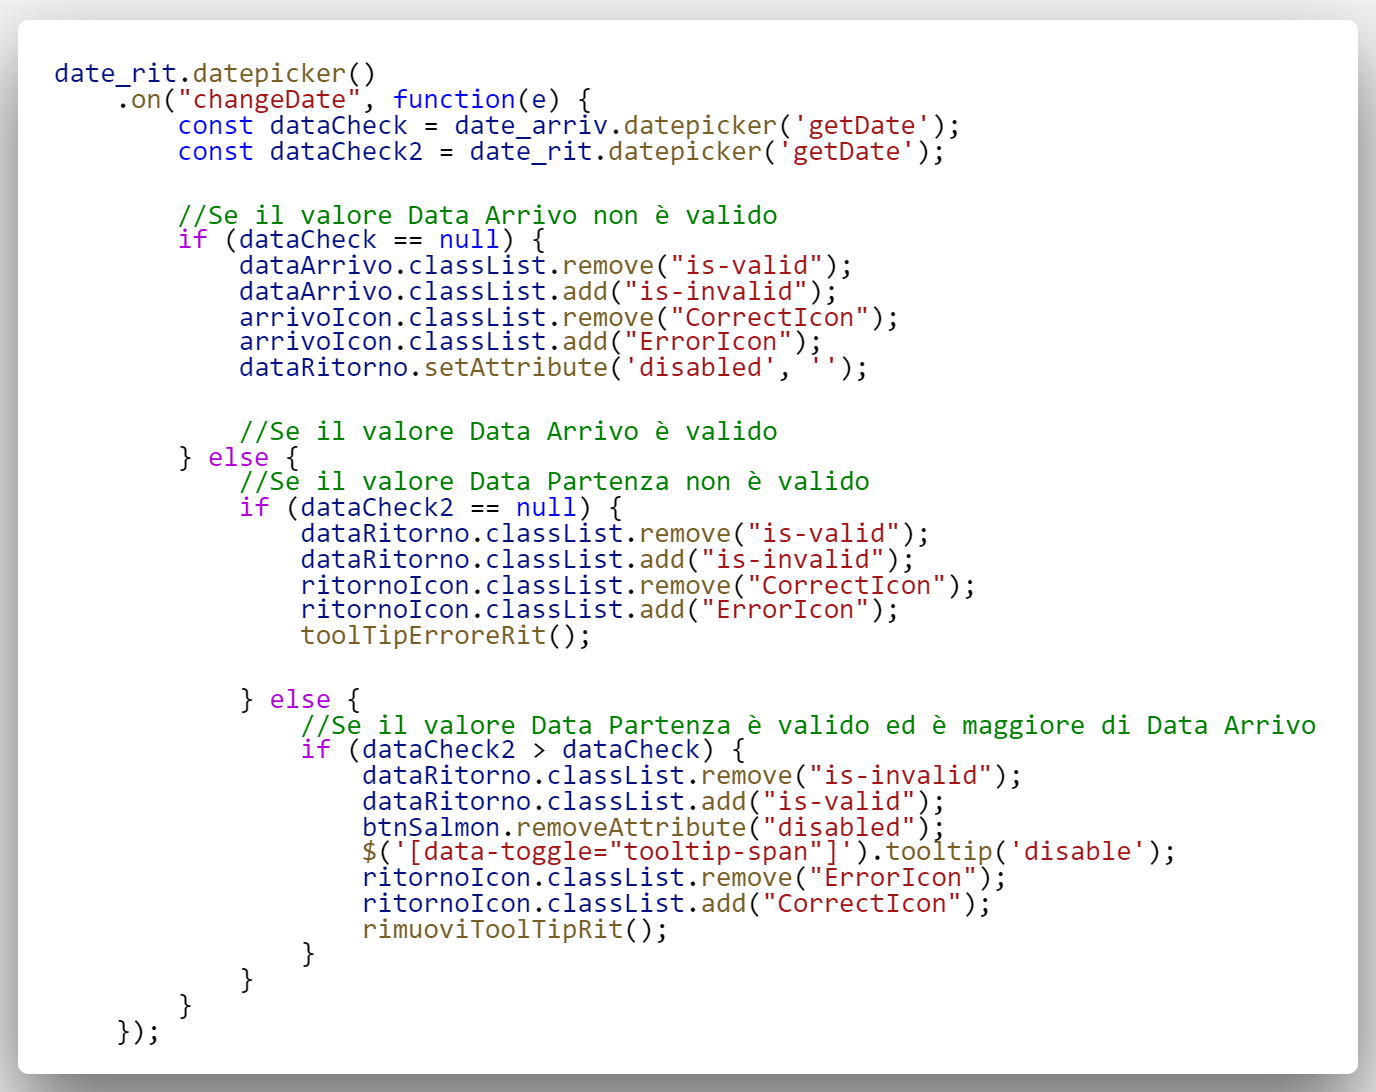 date_rit.datepicker()
    .on("changeDate", function(e) {
        const dataCheck = date_arriv.datepicker('getDate');
        const dataCheck2 = date_rit.datepicker('getDate');

        //Se il valore Data Arrivo non è valido
        if (dataCheck == null) {
            dataArrivo.classList.remove("is-valid");
            dataArrivo.classList.add("is-invalid");
            arrivoIcon.classList.remove("CorrectIcon");
            arrivoIcon.classList.add("ErrorIcon");
            dataRitorno.setAttribute('disabled', '');

            //Se il valore Data Arrivo è valido
        } else {
            //Se il valore Data Partenza non è valido
            if (dataCheck2 == null) {
                dataRitorno.classList.remove("is-valid");
                dataRitorno.classList.add("is-invalid");
                ritornoIcon.classList.remove("CorrectIcon");
                ritornoIcon.classList.add("ErrorIcon");
                toolTipErroreRit();

            } else {
                //Se il valore Data Partenza è valido ed è maggiore di Data Arrivo
                if (dataCheck2 > dataCheck) {
                    dataRitorno.classList.remove("is-invalid");
                    dataRitorno.classList.add("is-valid");
                    btnSalmon.removeAttribute("disabled");
                    $('[data-toggle="tooltip-span"]').tooltip('disable');
                    ritornoIcon.classList.remove("ErrorIcon");
                    ritornoIcon.classList.add("CorrectIcon");
                    rimuoviToolTipRit();
                }
            }
        }
    });